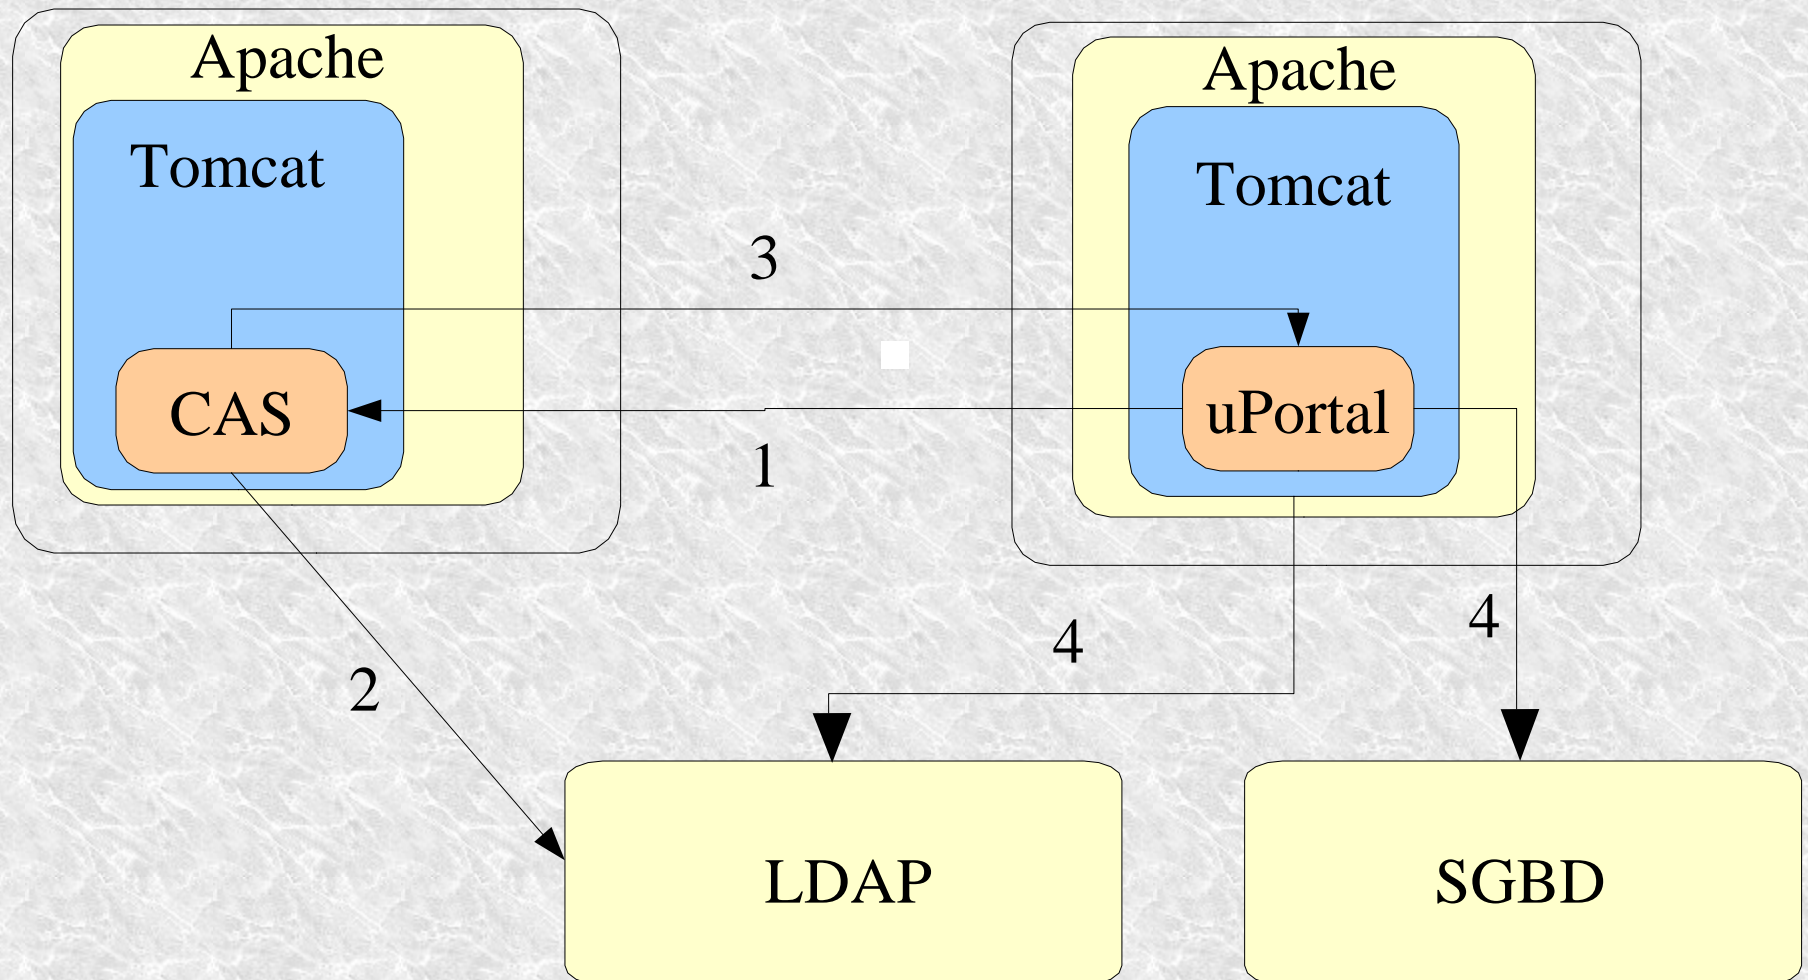 Apache
Apache
Tomcat
Tomcat
3
CAS
uPortal
1
4
4
2
LDAP
SGBD